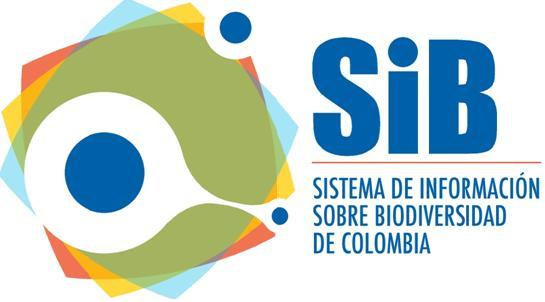 SiB
SISTEMA DE INFORMACIÓN
SOBRE BIODIVERSIDAD
DE COLOMBIA